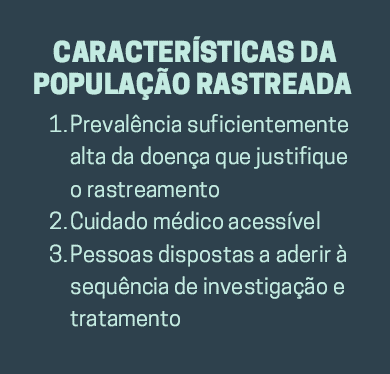 CARACTERÍSTICAS DA
POPULAÇÃO RASTREADA
1. Prevalência suficientemente
alta da doença que justifique
o rastreamento
2. Cuidado médico acessível
3. Pessoas dispostas a aderir à
sequência de investigação e
tratamento